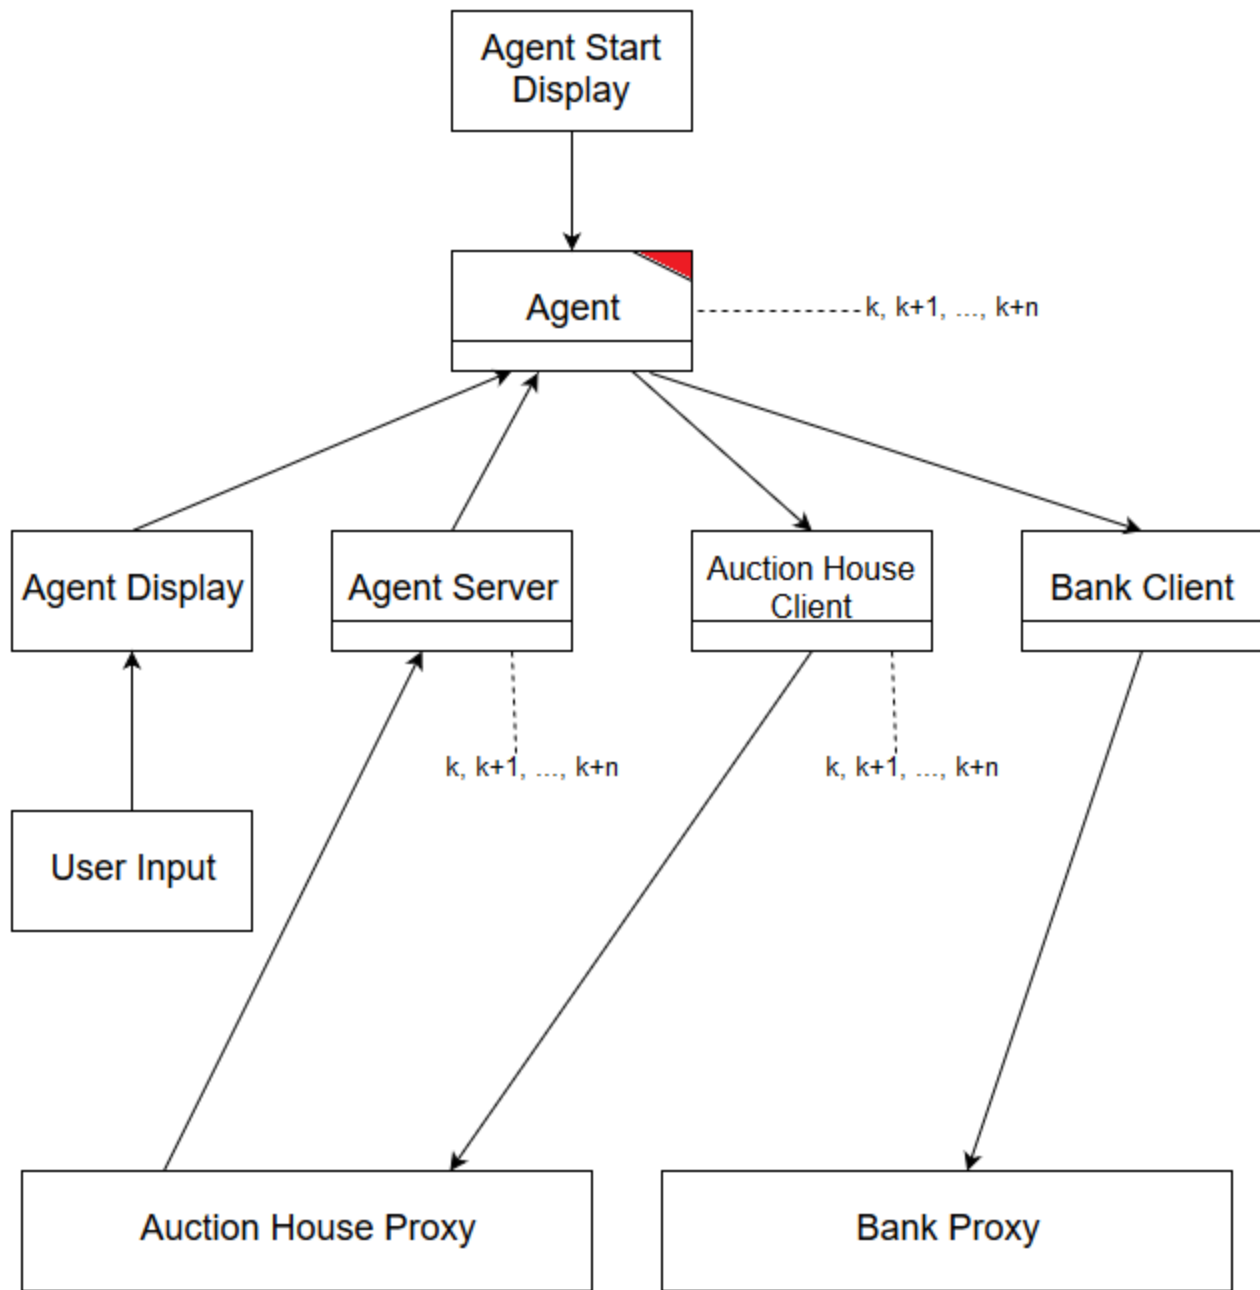 Agent Start
Display
Agent
k, k+1, ..., k+n
Agent Display
Agent Server
Auction House
Client
Bank Client
k, k+1, ..., k+n
k, k+1, ..., k+n
User Input
Auction House Proxy
Bank Proxy